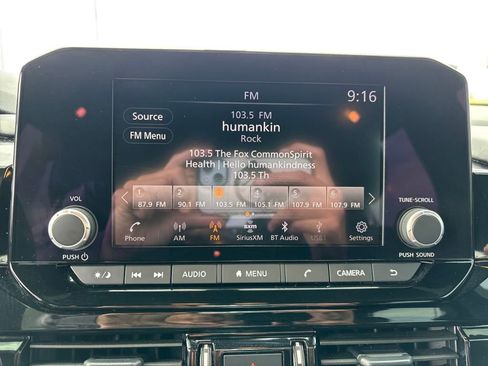 FM
9:16
Source
103.5 FM
humankin
FM Menu
Rock
103.5 The Fox CommonSpirit
Health | Hello humankindness
103.5 Th
1 2 3 4 5 6
87.9 FM 90.1 FM 103.5 FM 105.1 FM 107.9 FM 107.9 FM
VOL
TUNE·SCROLL
Phone AM FM SiriusXM BT Audio USB Settings
PUSH
PUSH SOUND
AUDIO MENU CAMERA